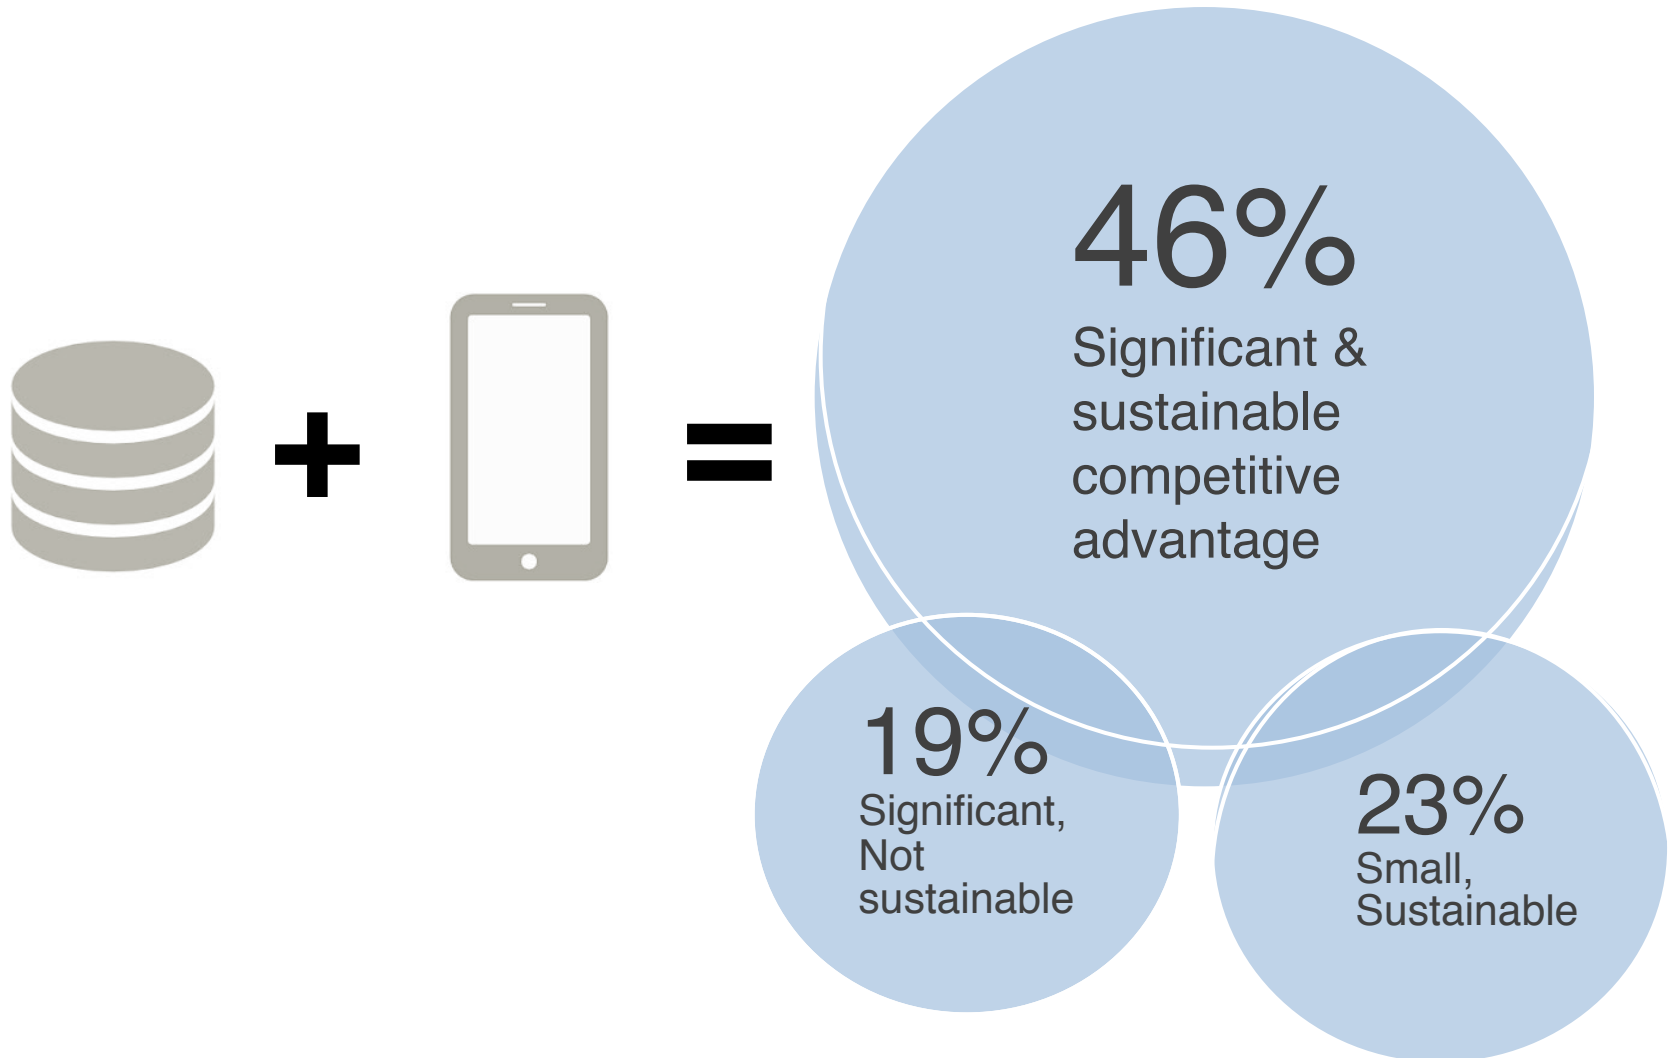 46%
Significant &
sustainable
competitive
advantage
19%
Significant,
Not
sustainable
23%
Small,
Sustainable